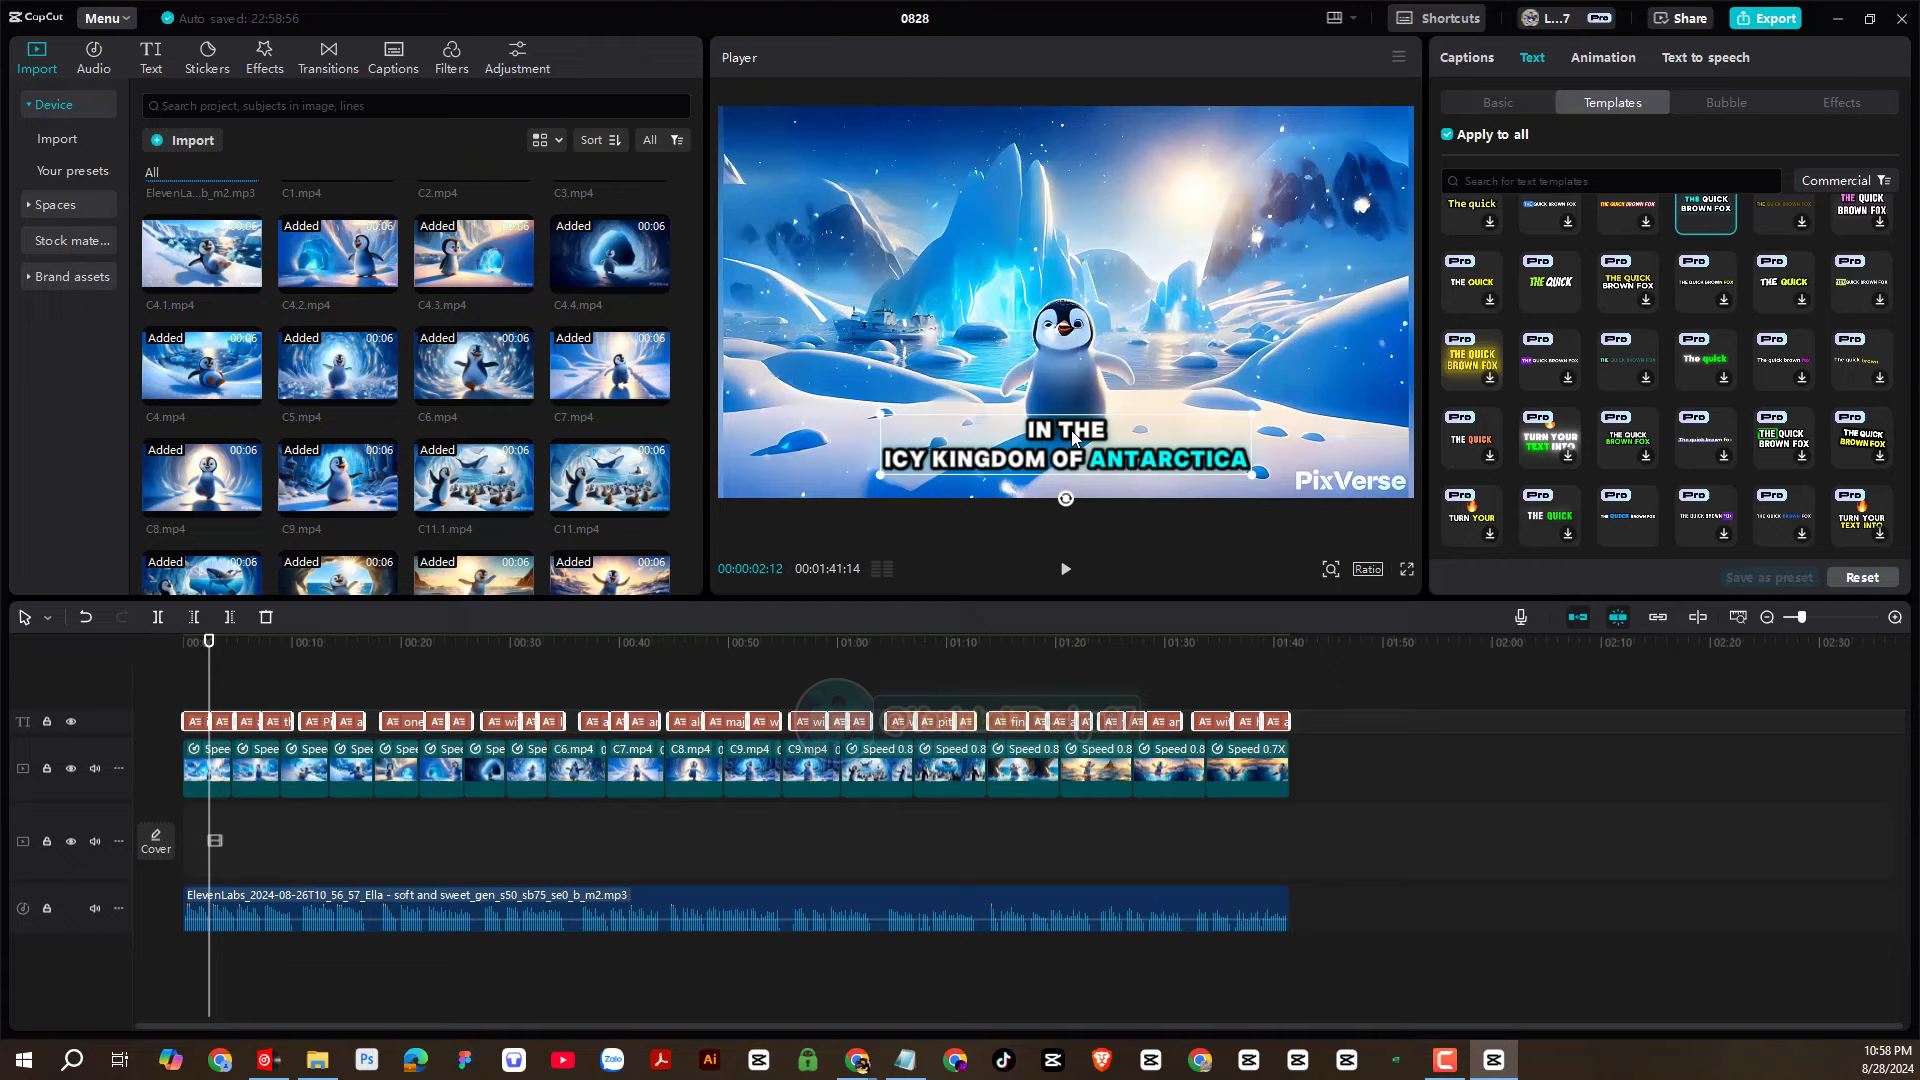 CapCut
Menu
Auto saved: 22:58:56
0828
Shortcuts
L...7
Pro
Share
Export
Import
Audio
Text
Stickers
Effects
Transitions
Captions
Filters
Adjustment
Device
Import
Your presets
Spaces
Stock mate...
Brand assets
Search project, subjects in image, lines
Import
Sort
All
All
ElevenLa...b_m2.mp3
C1.mp4
C2.mp4
C3.mp4
00:06
Added 00:06
Added 00:06
Added 00:06
C4.1.mp4
C4.2.mp4
C4.3.mp4
C4.4.mp4
Added 00:06
Added 00:06
Added 00:06
Added 00:06
C4.mp4
C5.mp4
C6.mp4
C7.mp4
Added 00:06
Added 00:06
Added 00:06
Added 00:06
C8.mp4
C9.mp4
C11.1.mp4
C11.mp4
Added 00:06
Added 00:06
Added 00:06
Added 00:06
Player
IN THE
ICY KINGDOM OF ANTARCTICA
PixVerse
00:00:02:12
00:01:41:14
Ratio
Captions
Text
Animation
Text to speech
Basic
Templates
Bubble
Effects
Apply to all
Search for text templates
Commercial
The quick
THE QUICK BROWN FOX
THE QUICK BROWN FOX
THE QUICK
BROWN FOX
THE QUICK
BROWN FOX
Pro
Pro
Pro
Pro
Pro
Pro
THE QUICK
THE QUICK
THE QUICK
BROWN FOX
THE QUICK BROWN FOX
THE QUICK
THE QUICK BROWN FOX
Pro
Pro
Pro
Pro
Pro
Pro
THE QUICK
BROWN FOX
THE QUICK BROWN FOX
THE QUICK BROWN FOX
The quick
The quick brown fox
The quick brown
Pro
Pro
Pro
Pro
Pro
Pro
THE QUICK
TURN YOUR
TEXT INTO
THE QUICK
BROWN FOX
The quick brown fox
THE QUICK
BROWN FOX
THE QUICK
BROWN FOX
Pro
Pro
Pro
Pro
Pro
Pro
TURN YOUR
THE QUICK
THE QUICK BROWN FOX
THE QUICK BROWN FOX
THE QUICK BROWN FOX
TURN YOUR
TEXT INTO
Save as preset
Reset
00:10
00:20
00:30
00:40
00:50
01:00
01:10
01:20
01:30
01:40
01:50
02:00
02:10
02:20
02:30
Spee
Spee
Spee
Spee
Spee
Spee
Spee
Spee
C6.mp4
C7.mp4
C8.mp4
C9.mp4
C9.mp4
Speed 0.8
Speed 0.8
Speed 0.8
Speed 0.8
Speed 0.8
Speed 0.7X
Cover
ElevenLabs_2024-08-26T10_56_57_Ella - soft and sweet_gen_s50_sb75_se0_b_m2.mp3
Ps
Zalo
Ai
10:58 PM
8/28/2024